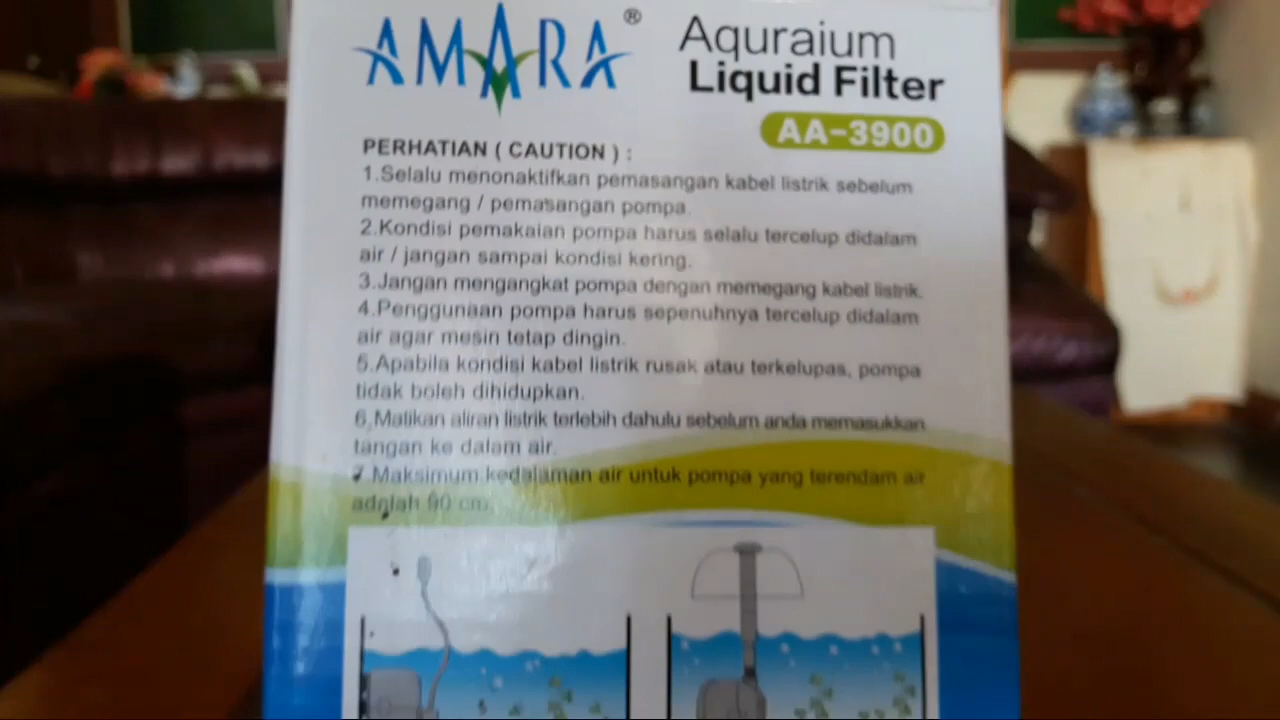 AMARA®
Aquraium
Liquid Filter
AA-3900
PERHATIAN ( CAUTION ) :
1.Selalu menonaktifkan pemasangan kabel listrik sebelum
memegang / pemasangan pompa.
2.Kondisi pemakaian pompa harus selalu tercelup didalam
air / jangan sampai kondisi kering.
3.Jangan mengangkat pompa dengan memegang kabel listrik.
4.Penggunaan pompa harus sepenuhnya tercelup didalam
air agar mesin tetap dingin.
5.Apabila kondisi kabel listrik rusak atau terkelupas, pompa
tidak boleh dihidupkan.
6.Matikan aliran listrik terlebih dahulu sebelum anda memasukkan
tangan ke dalam air.
7.Maksimum kedalaman air untuk pompa yang terendam air
adalah 90 cm.